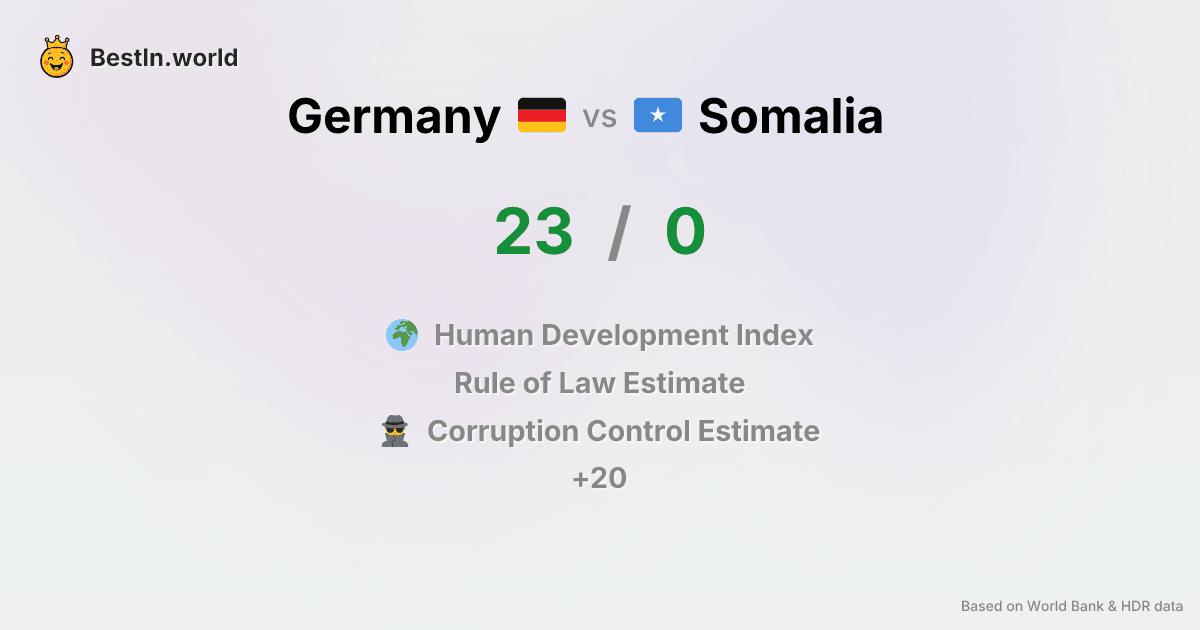 BestIn.world
Germany vs Somalia
23 / 0
Human Development Index
Rule of Law Estimate
Corruption Control Estimate
+20
Based on World Bank & HDR data